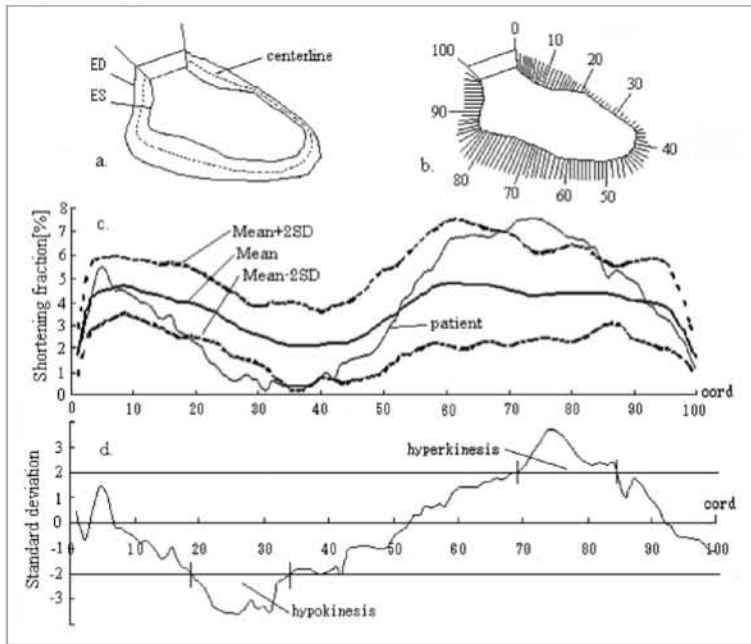 ED
ES
centerline
a.
0
10
20
30
40
50
60
70
80
90
100
b.
Shortening fraction[%]
8
7
6
5
4
3
2
1
0
c.
Mean+2SD
Mean
Mean-2SD
patient
cord
0 10 20 30 40 50 60 70 80 90 100
Standard deviation
3
2
1
0
-1
-2
-3
d.
hyperkinesis
cord
0 10 20 30 40 50 60 70 80 90 100
hypokinesis